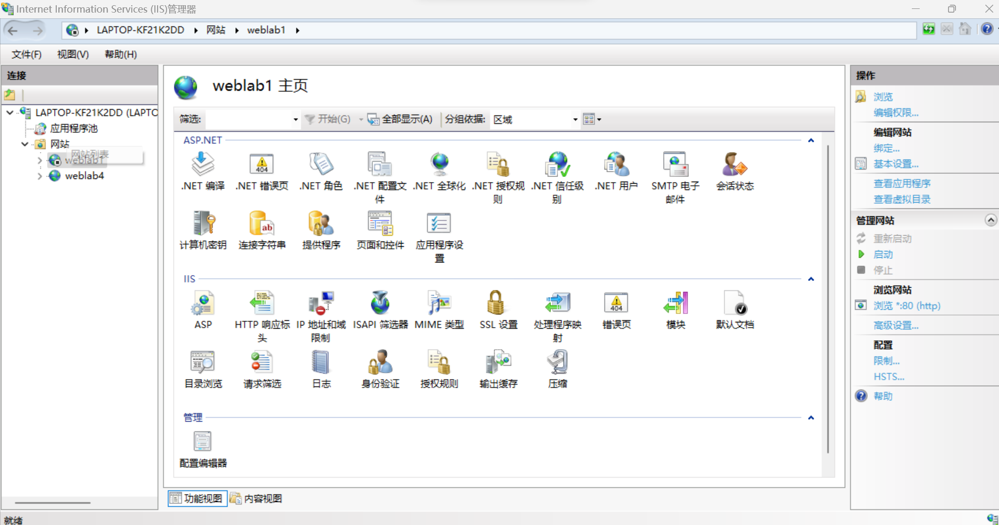 Internet Information Services (IIS)管理器
LAPTOP-KF21K2DD 网站 weblab1
文件(F) 视图(V) 帮助(H)
连接
LAPTOP-KF21K2DD (LAPTO
应用程序池
网站
网站列表
weblab1
weblab4
weblab1 主页
筛选: 开始(G) 全部显示(A) 分组依据: 区域
ASP.NET
.NET 编译
.NET 错误页
404
.NET 角色
.NET 配置文件
.NET 全球化
.NET 授权规则
.NET 信任级别
.NET 用户
SMTP 电子邮件
会话状态
计算机密钥
ab
连接字符串
提供程序
页面和控件
应用程序设置
IIS
ASP
HTTP 响应标头
IP 地址和域限制
ISAPI 筛选器
MIME 类型
SSL 设置
处理程序映射
404
错误页
模块
默认文档
目录浏览
请求筛选
日志
身份验证
授权规则
输出缓存
压缩
管理
配置编辑器
功能视图 内容视图
操作
浏览
编辑权限...
编辑网站
绑定...
基本设置...
查看应用程序
查看虚拟目录
管理网站
重新启动
启动
停止
浏览网站
浏览 *:80 (http)
高级设置...
配置
限制...
HSTS...
帮助
就绪